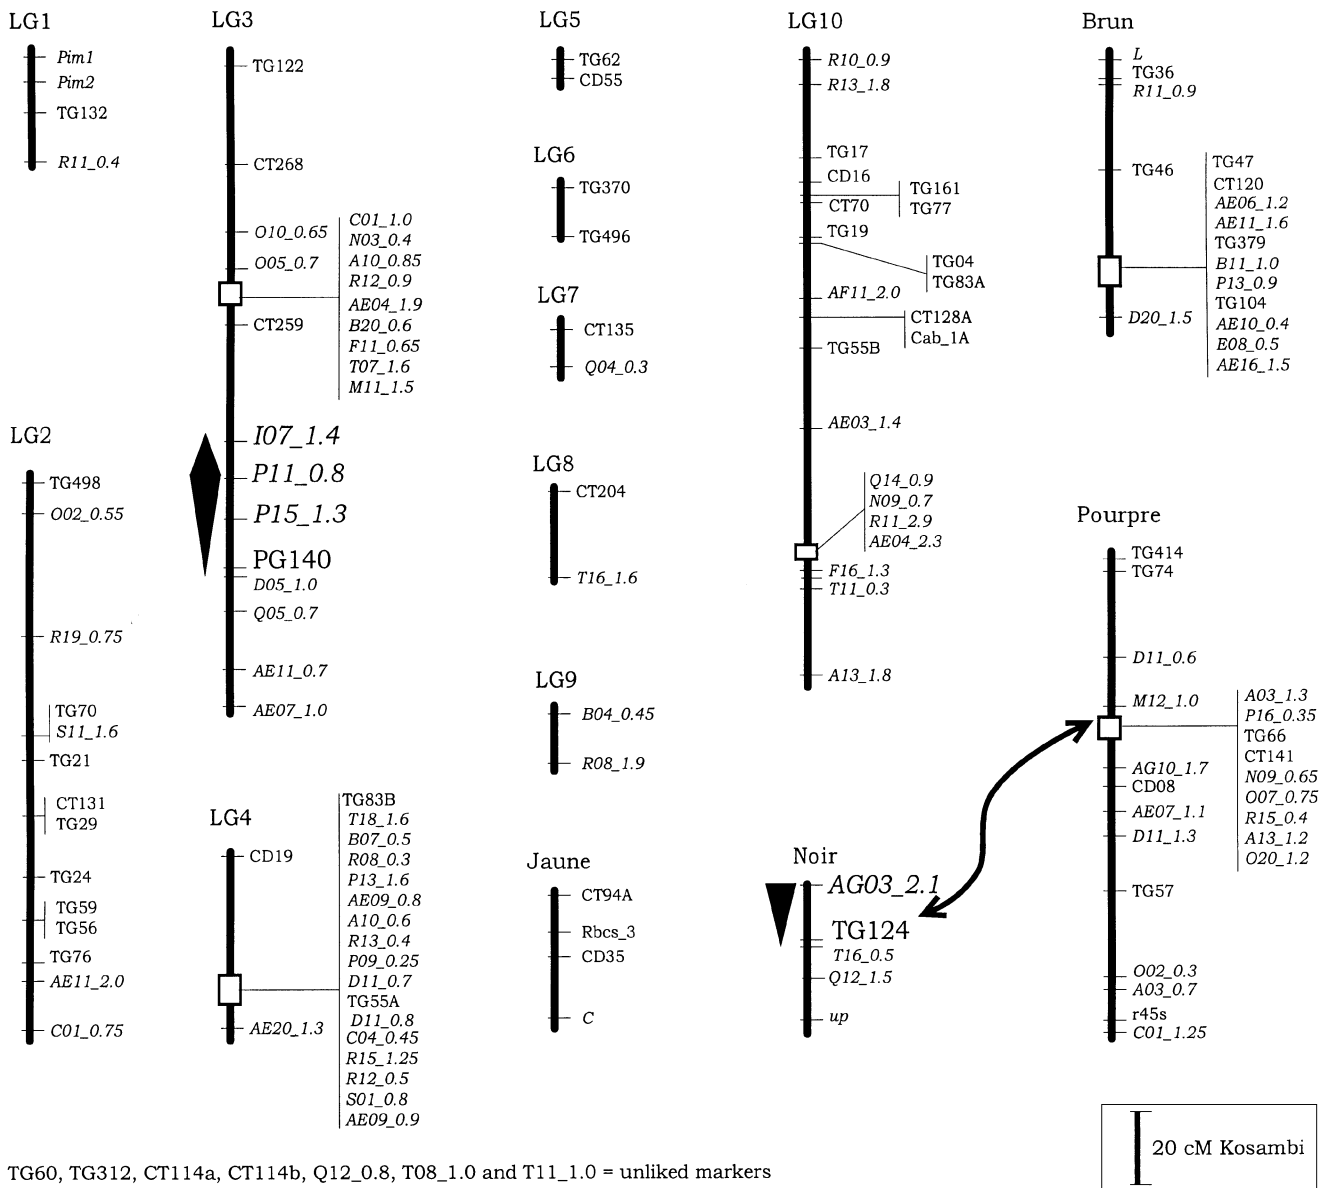 LG1
Pim1
Pim2
TG132
R11_0.4
LG2
TG498
O02_0.55
R19_0.75
TG70
S11_1.6
TG21
CT131
TG29
TG24
TG59
TG56
TG76
AE11_2.0
C01_0.75
LG3
TG122
CT268
O10_0.65
O05_0.7
C01_1.0
N03_0.4
A10_0.85
R12_0.9
AE04_1.9
B20_0.6
F11_0.65
T07_1.6
M11_1.5
CT259
I07_1.4
P11_0.8
P15_1.3
PG140
D05_1.0
Q05_0.7
AE11_0.7
AE07_1.0
LG4
CD19
TG83B
T18_1.6
B07_0.5
R08_0.3
P13_1.6
AE09_0.8
A10_0.6
R13_0.4
P09_0.25
D11_0.7
TG55A
D11_0.8
C04_0.45
R15_1.25
R12_0.5
S01_0.8
AE09_0.9
AE20_1.3
LG5
TG62
CD55
LG6
TG370
TG496
LG7
CT135
Q04_0.3
LG8
CT204
T16_1.6
LG9
B04_0.45
R08_1.9
Jaune
CT94A
Rbcs_3
CD35
C
LG10
R10_0.9
R13_1.8
TG17
CD16
TG161
TG77
CT70
TG19
TG04
TG83A
AF11_2.0
CT128A
Cab_1A
TG55B
AE03_1.4
Q14_0.9
N09_0.7
R11_2.9
AE04_2.3
F16_1.3
T11_0.3
A13_1.8
Noir
AG03_2.1
TG124
T16_0.5
Q12_1.5
up
Brun
L
TG36
R11_0.9
TG46
TG47
CT120
AE06_1.2
AE11_1.6
TG379
B11_1.0
P13_0.9
TG104
AE10_0.4
E08_0.5
AE16_1.5
D20_1.5
Pourpre
TG414
TG74
D11_0.6
M12_1.0
A03_1.3
P16_0.35
TG66
CT141
N09_0.65
O07_0.75
R15_0.4
A13_1.2
O20_1.2
AG10_1.7
CD08
AE07_1.1
D11_1.3
TG57
O02_0.3
A03_0.7
r45s
C01_1.25
20 cM Kosambi
TG60, TG312, CT114a, CT114b, Q12_0.8, T08_1.0 and T11_1.0 = unliked markers